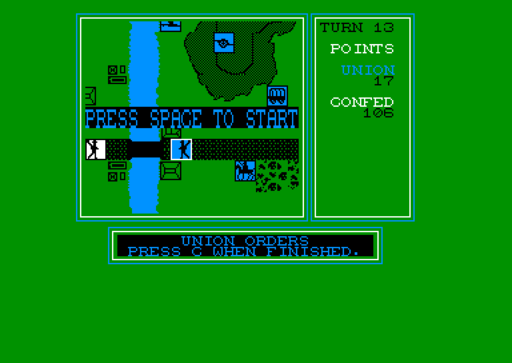 TURN 13
POINTS
UNION
17
CONFED
106
PRESS SPACE TO START
UNION ORDERS
PRESS C WHEN FINISHED.